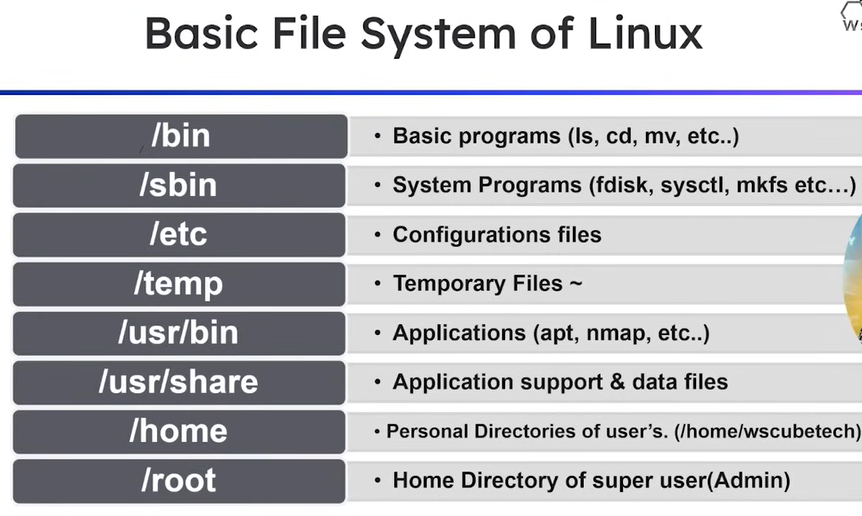 Basic File System of Linux
/bin
• Basic programs (ls, cd, mv, etc..)
/sbin
• System Programs (fdisk, sysctl, mkfs etc…)
/etc
• Configurations files
/temp
• Temporary Files ~
/usr/bin
• Applications (apt, nmap, etc..)
/usr/share
• Application support & data files
/home
• Personal Directories of user's. (/home/wscubetech)
/root
• Home Directory of super user(Admin)